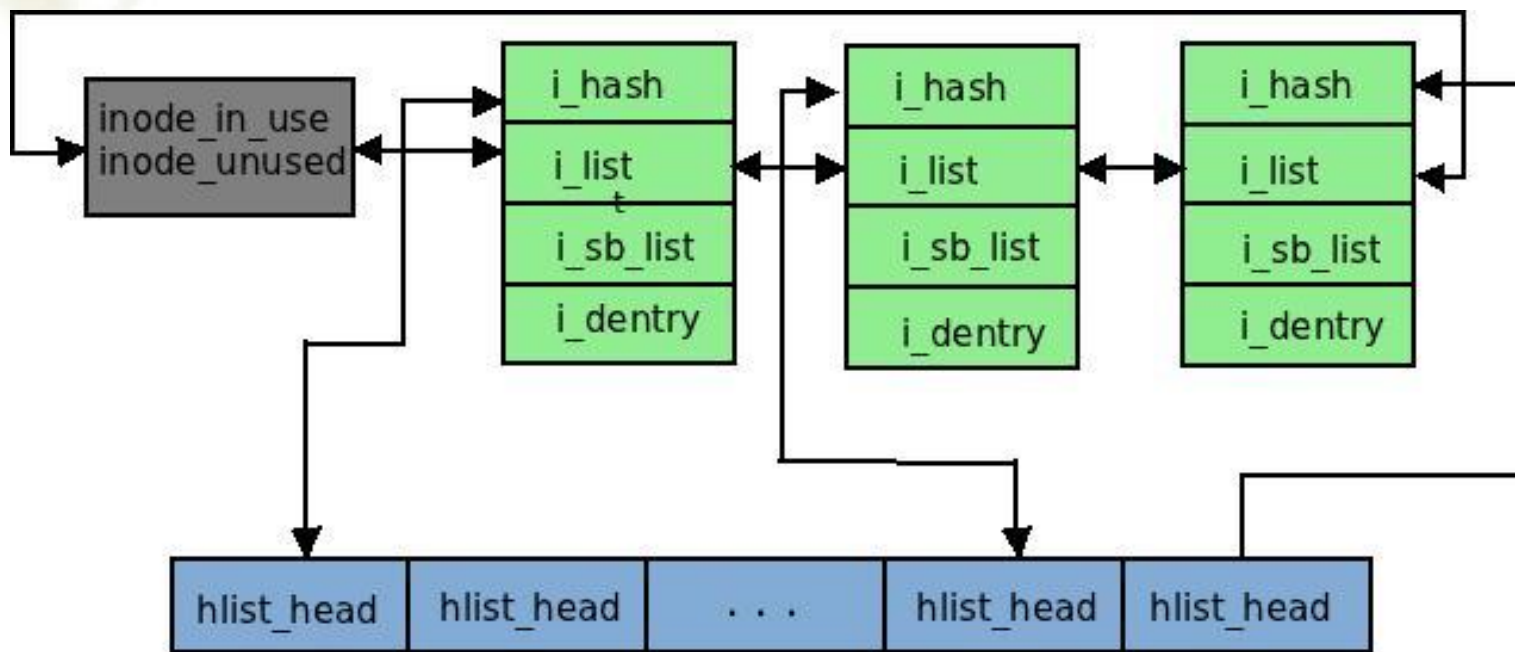 inode_in_use
inode_unused
i_hash
i_list
t
i_sb_list
i_dentry
i_hash
i_list
i_sb_list
i_dentry
i_hash
i_list
i_sb_list
i_dentry
hlist_head
hlist_head
. . .
hlist_head
hlist_head